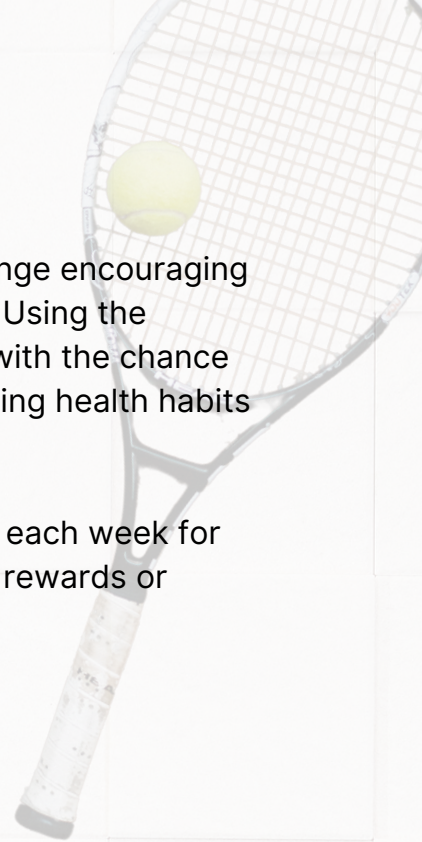 nge encouraging
Using the
with the chance
ing health habits
each week for
rewards or